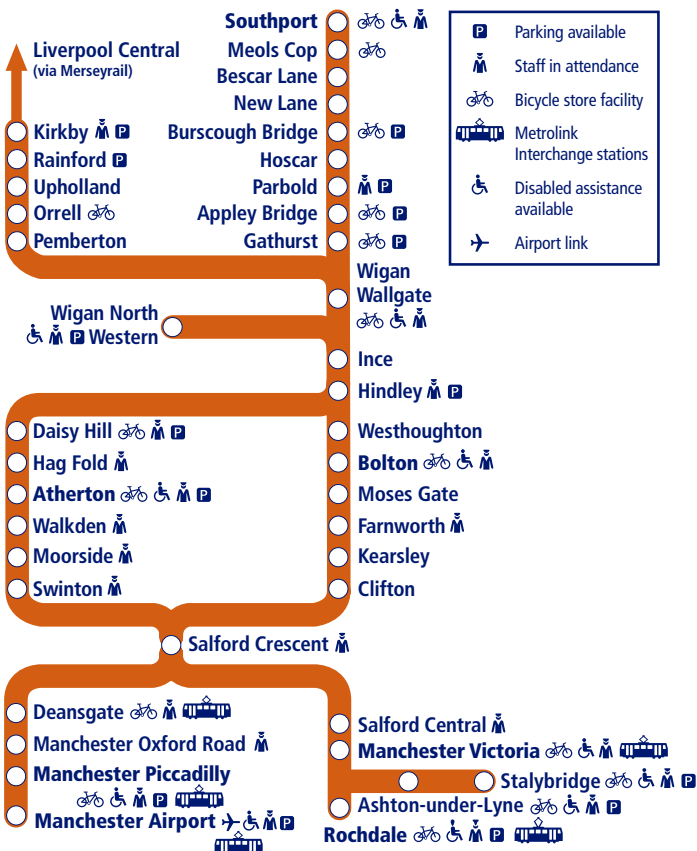 Southport
Meols Cop
Bescar Lane
New Lane
Burscough Bridge
Hoscar
Parbold
Appley Bridge
Gathurst
Liverpool Central
(via Merseyrail)
Kirkby
Rainford
Upholland
Orrell
Pemberton
P Parking available
Staff in attendance
Bicycle store facility
Metrolink
Interchange stations
Disabled assistance
available
Airport link
Wigan
Wallgate
Wigan North
Western
Ince
Hindley
Daisy Hill
Hag Fold
Atherton
Walkden
Moorside
Swinton
Westhoughton
Bolton
Moses Gate
Farnworth
Kearsley
Clifton
Salford Crescent
Deansgate
Manchester Oxford Road
Manchester Piccadilly
Manchester Airport
Salford Central
Manchester Victoria
Stalybridge
Ashton-under-Lyne
Rochdale